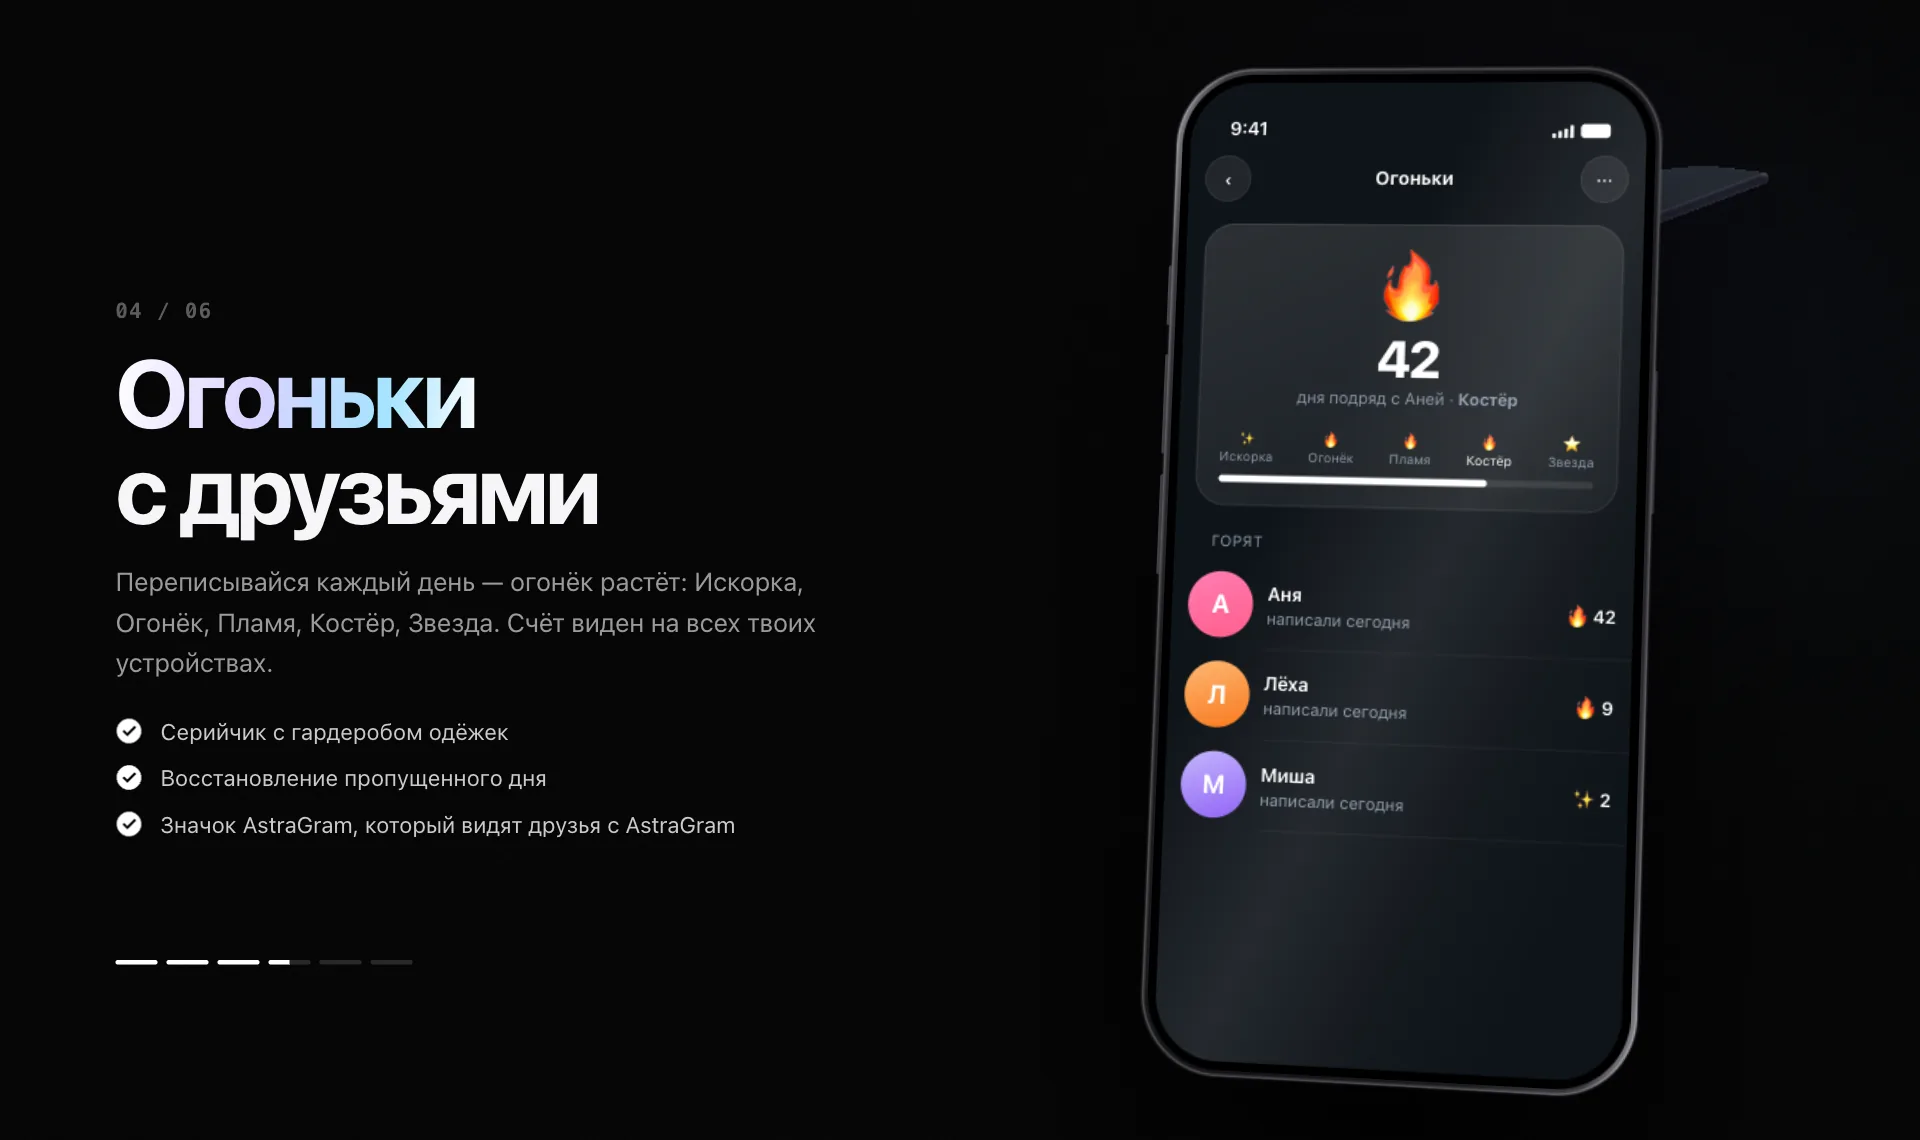 04 / 06
Огоньки
с друзьями
Переписывайся каждый день — огонёк растёт: Искорка,
Огонёк, Пламя, Костёр, Звезда. Счёт виден на всех твоих
устройствах.
Серийчик с гардеробом одёжек
Восстановление пропущенного дня
Значок AstraGram, который видят друзья с AstraGram
9:41
Огоньки
42
дня подряд с Аней · Костёр
Искорка Огонёк Пламя Костёр Звезда
ГОРЯТ
А
Аня
написали сегодня
42
Л
Лёха
написали сегодня
9
М
Миша
написали сегодня
2